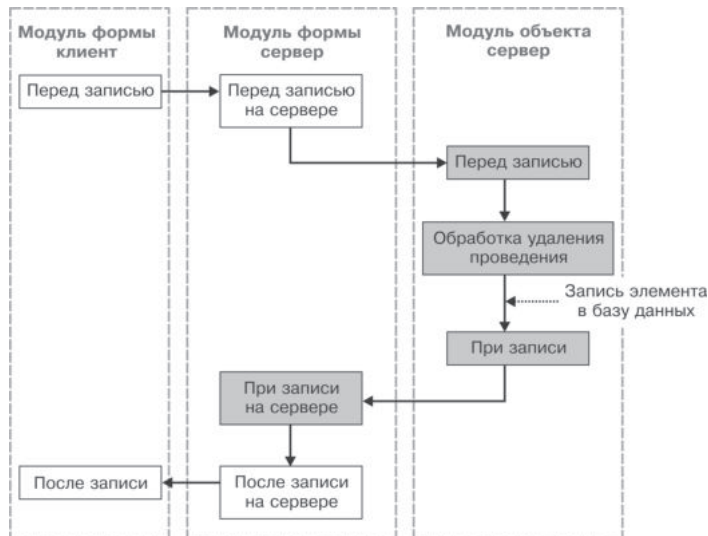 Модуль формы
клиент
Модуль формы
сервер
Модуль объекта
сервер
Перед записью
Перед записью
на сервере
Перед записью
Обработка удаления
проведения
Запись элемента
в базу данных
При записи
При записи
на сервере
После записи
После записи
на сервере